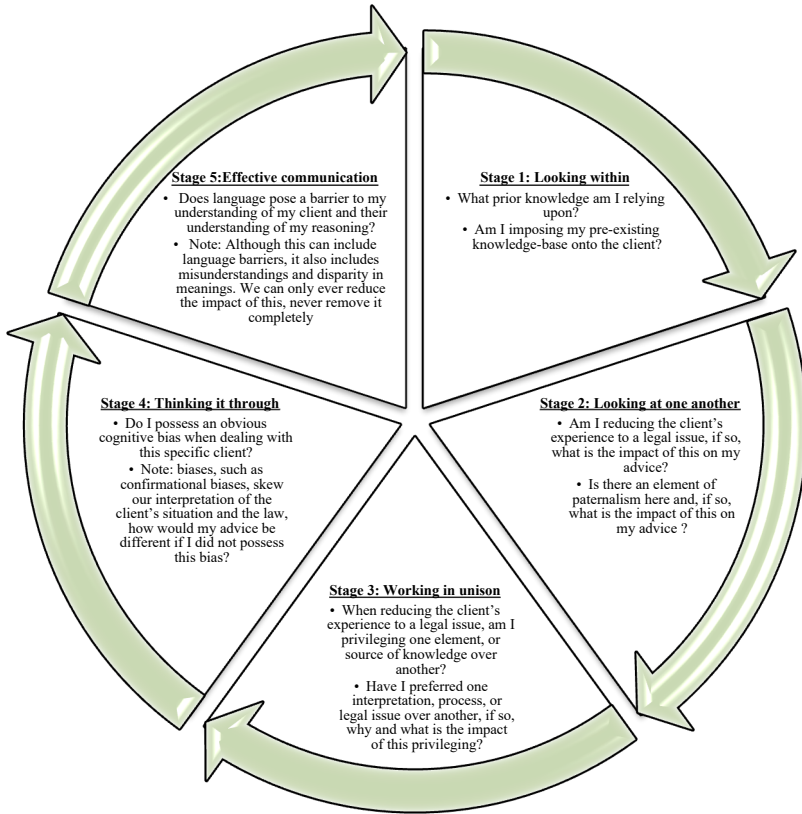 Stage 1: Looking within
• What prior knowledge am I relying
upon?
• Am I imposing my pre-existing
knowledge-base onto the client?
Stage 2: Looking at one another
• Am I reducing the client's
experience to a legal issue, if so,
what is the impact of this on my
advice?
• Is there an element of
paternalism here and, if so,
what is the impact of this on
my advice ?
Stage 3: Working in unison
• When reducing the client's
experience to a legal issue, am I
privileging one element, or
source of knowledge over
another?
• Have I preferred one
interpretation, process, or
legal issue over another, if so,
why and what is the impact
of this privileging?
Stage 4: Thinking it through
• Do I possess an obvious
cognitive bias when dealing with
this specific client?
• Note: biases, such as
confirmational biases, skew
our interpretation of the
client's situation and the law,
how would my advice be
different if I did not possess
this bias?
Stage 5:Effective communication
• Does language pose a barrier to my
understanding of my client and their
understanding of my reasoning?
• Note: Although this can include
language barriers, it also includes
misunderstandings and disparity in
meanings. We can only ever reduce
the impact of this, never remove it
completely